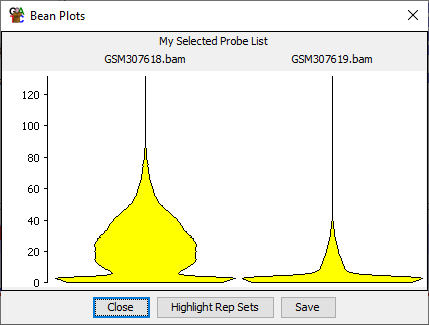 Bean Plots
My Selected Probe List
GSM307618.bam GSM307619.bam
120
100
80
60
40
20
0
Close Highlight Rep Sets Save